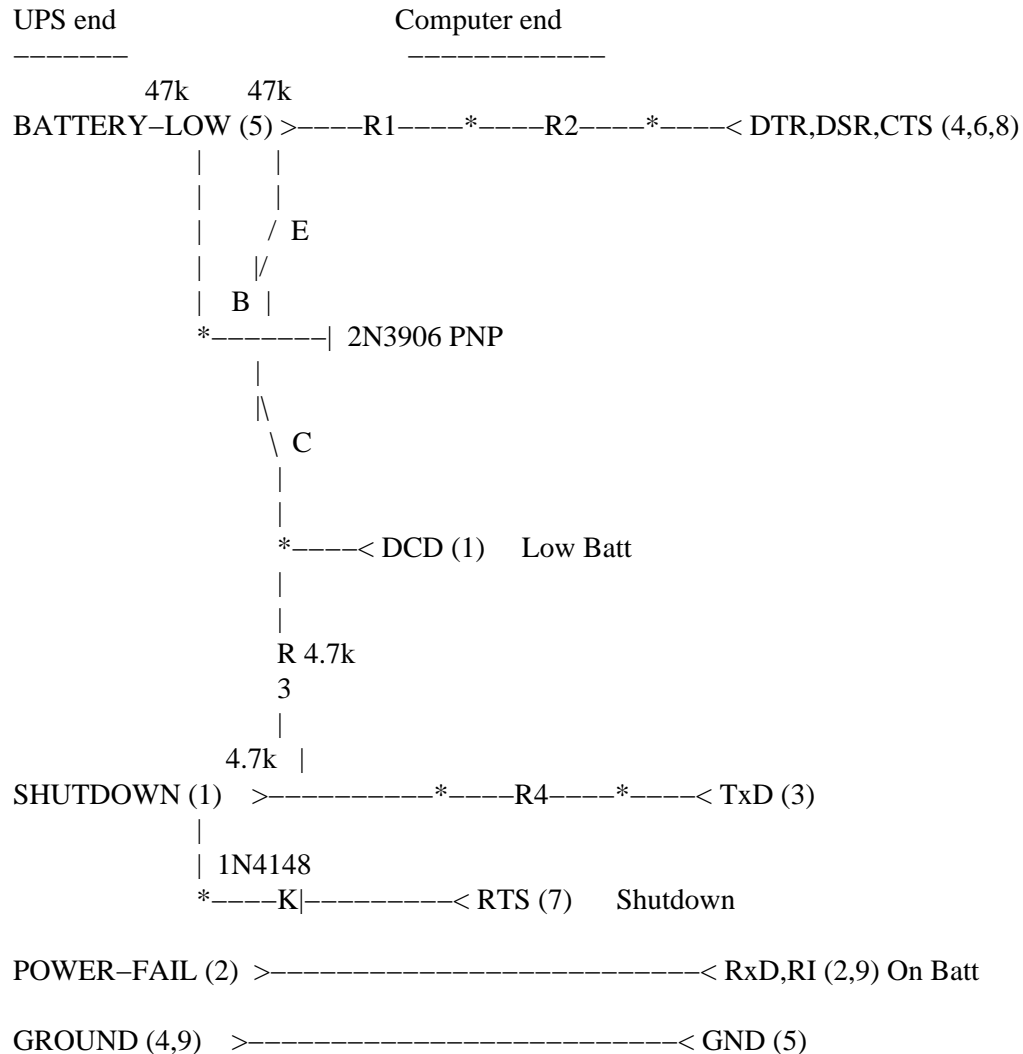 UPS end Computer end
−−−−−−− −−−−−−−−−−−−
47k 47k
BATTERY−LOW (5) >−−−−R1−−−−*−−−−R2−−−−*−−−−< DTR,DSR,CTS (4,6,8)
| |
| |
| / E
| |/
| B |
*−−−−−−−| 2N3906 PNP
|
|\
\ C
|
|
*−−−−< DCD (1) Low Batt
|
|
R 4.7k
3
|
4.7k |
SHUTDOWN (1) >−−−−−−−−−−*−−−−R4−−−−*−−−−< TxD (3)
|
| 1N4148
*−−−−K|−−−−−−−−−< RTS (7) Shutdown
POWER−FAIL (2) >−−−−−−−−−−−−−−−−−−−−−−−−−−< RxD,RI (2,9) On Batt
GROUND (4,9) >−−−−−−−−−−−−−−−−−−−−−−−−−−< GND (5)